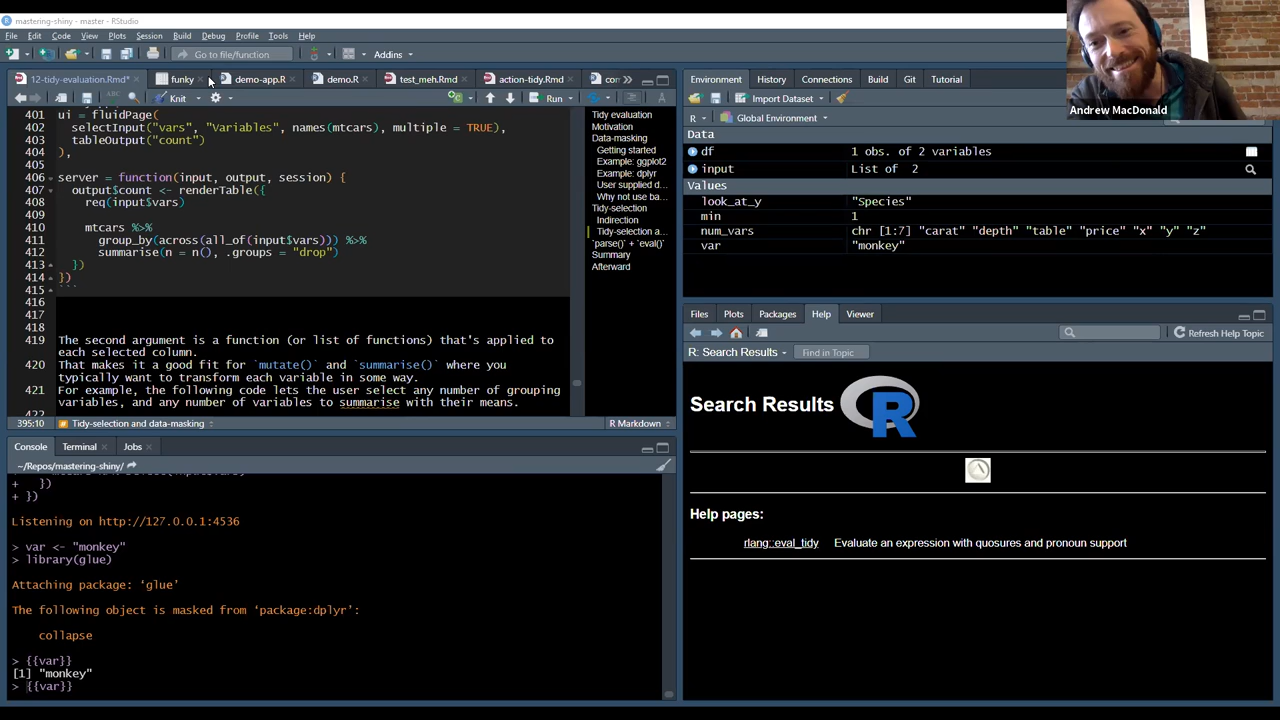 mastering-shiny - master - RStudio
File Edit Code View Plots Session Build Debug Profile Tools Help
Go to file/function Addins
12-tidy-evaluation.Rmd* funky demo-app.R demo.R test_meh.Rmd action-tidy.Rmd
Knit Run
401 ui = fluidPage(
402 selectInput("vars", "Variables", names(mtcars), multiple = TRUE),
403 tableOutput("count")
404 ),
405
406 server = function(input, output, session) {
407 output$count <- renderTable({
408 req(input$vars)
409
410 mtcars %>%
411 group_by(across(all_of(input$vars))) %>%
412 summarise(n = n(), .groups = "drop")
413 })
414 })
415 ```
416
417
418
419 The second argument is a function (or list of functions) that's applied to
each selected column.
420 That makes it a good fit for `mutate()` and `summarise()` where you
typically want to transform each variable in some way.
421 For example, the following code lets the user select any number of grouping
variables, and any number of variables to summarise with their means.
422
Tidy evaluation
Motivation
Data-masking
Getting started
Example: ggplot2
Example: dplyr
User supplied d...
Why not use ba...
Tidy-selection
Indirection
Tidy-selection a...
`parse()` + `eval()`
Summary
Afterward
395:10 Tidy-selection and data-masking R Markdown
Console Terminal Jobs
~/Repos/mastering-shiny/
+ })
+ })
Listening on http://127.0.0.1:4536
> var <- "monkey"
> library(glue)
Attaching package: ‘glue’
The following object is masked from ‘package:dplyr’:
collapse
> {{var}}
[1] "monkey"
> {{var}}
Environment History Connections Build Git Tutorial
Import Dataset
R Global Environment
Data
df 1 obs. of 2 variables
input List of 2
Values
look_at_y "Species"
min 1
num_vars chr [1:7] "carat" "depth" "table" "price" "x" "y" "z"
var "monkey"
Files Plots Packages Help Viewer
Refresh Help Topic
R: Search Results Find in Topic
Search Results R
Help pages:
rlang::eval_tidy Evaluate an expression with quosures and pronoun support
Andrew MacDonald